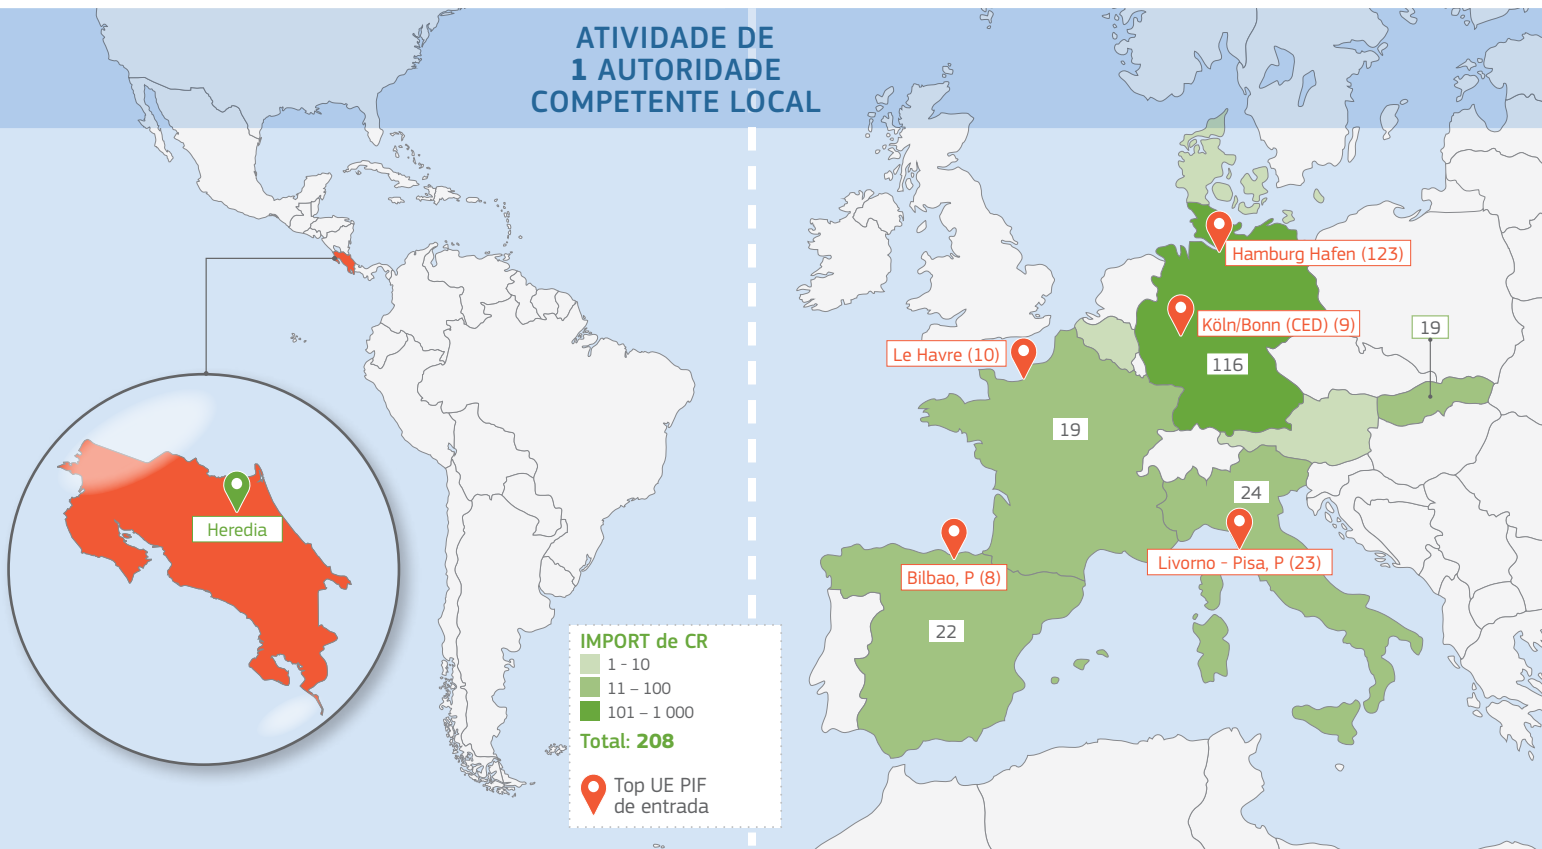 ATIVIDADE DE
1 AUTORIDADE
COMPETENTE LOCAL
Hamburg Hafen (123)
Köln/Bonn (CED) (9)
19
Le Havre (10)
116
19
24
Heredia
Livorno - Pisa, P (23)
Bilbao, P (8)
22
IMPORT de CR
1 - 10
11 – 100
101 – 1 000
Total: 208
Top UE PIF
de entrada